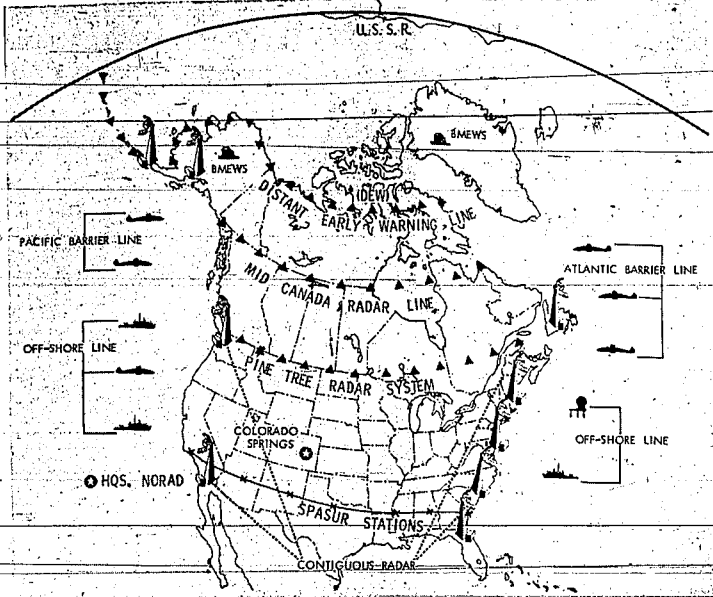 U.S.S.R.
BMEWS
BMEWS
DISTANT
(DEW)
EARLY WARNING LINE
PACIFIC BARRIER LINE
ATLANTIC BARRIER LINE
MID CANADA RADAR LINE
OFF-SHORE LINE
PINE TREE RADAR SYSTEM
COLORADO
SPRINGS
OFF-SHORE LINE
HQS. NORAD
SPASUR STATIONS
CONTIGUOUS RADAR